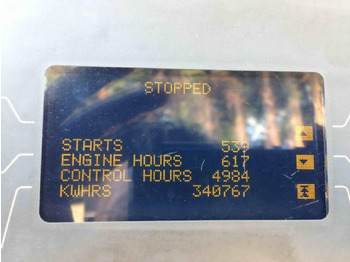 STOPPED
STARTS 539
ENGINE HOURS 617
CONTROL HOURS 4984
KWHRS 340767